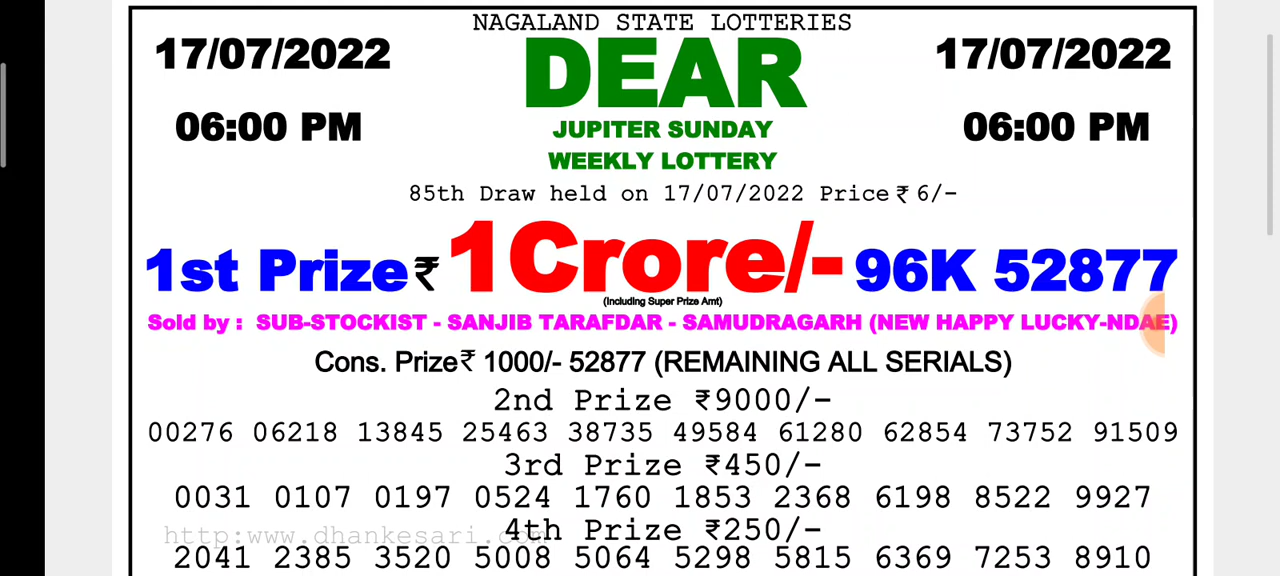 NAGALAND STATE LOTTERIES
17/07/2022 DEAR 17/07/2022
06:00 PM JUPITER SUNDAY 06:00 PM
WEEKLY LOTTERY
85th Draw held on 17/07/2022 Price ₹ 6/-
1st Prize ₹ 1Crore/- 96K 52877
(Including Super Prize Amt)
Sold by : SUB-STOCKIST - SANJIB TARAFDAR - SAMUDRAGARH (NEW HAPPY LUCKY-NDAE)
Cons. Prize ₹ 1000/- 52877 (REMAINING ALL SERIALS)
2nd Prize ₹9000/-
00276 06218 13845 25463 38735 49584 61280 62854 73752 91509
3rd Prize ₹450/-
0031 0107 0197 0524 1760 1853 2368 6198 8522 9927
4th Prize ₹250/-
http:www.dhankesari.com
2041 2385 3520 5008 5064 5298 5815 6369 7253 8910